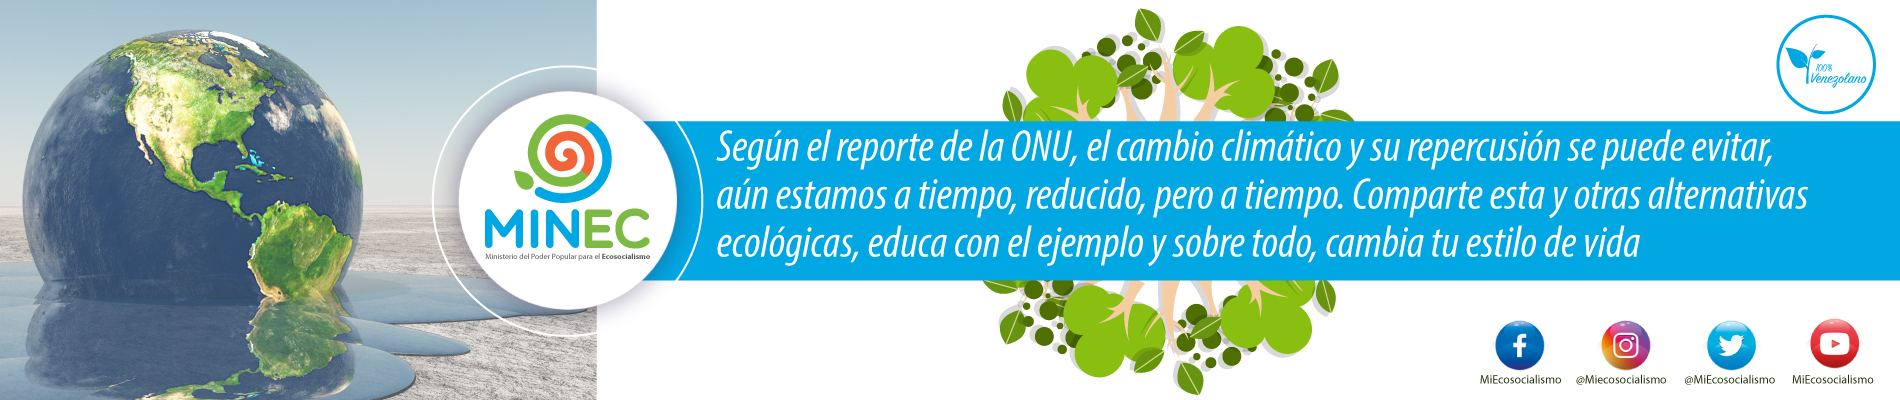 100%
Venezolano
Según el reporte de la ONU, el cambio climático y su repercusión se puede evitar,
aún estamos a tiempo, reducido, pero a tiempo. Comparte esta y otras alternativas
ecológicas, educa con el ejemplo y sobre todo, cambia tu estilo de vida
MINEC
Ministerio del Poder Popular para el Ecosocialismo
MiEcosocialismo
@Miecosocialismo
@MiEcosocialismo
MiEcosocialismo